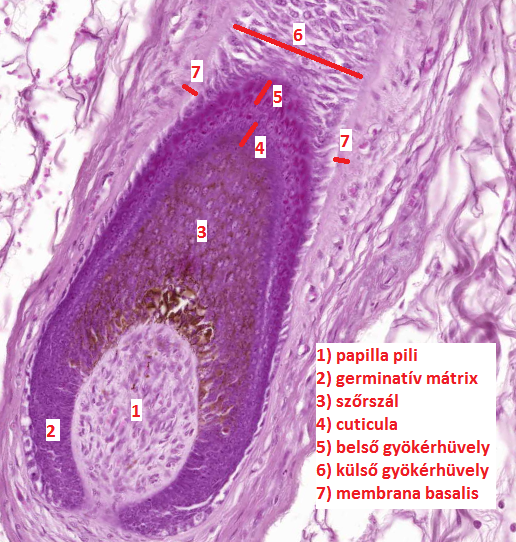 6
7
5
7
4
3
1
2
1) papilla pili
2) germinatív mátrix
3) szőrszál
4) cuticula
5) belső gyökérhüvely
6) külső gyökérhüvely
7) membrana basalis